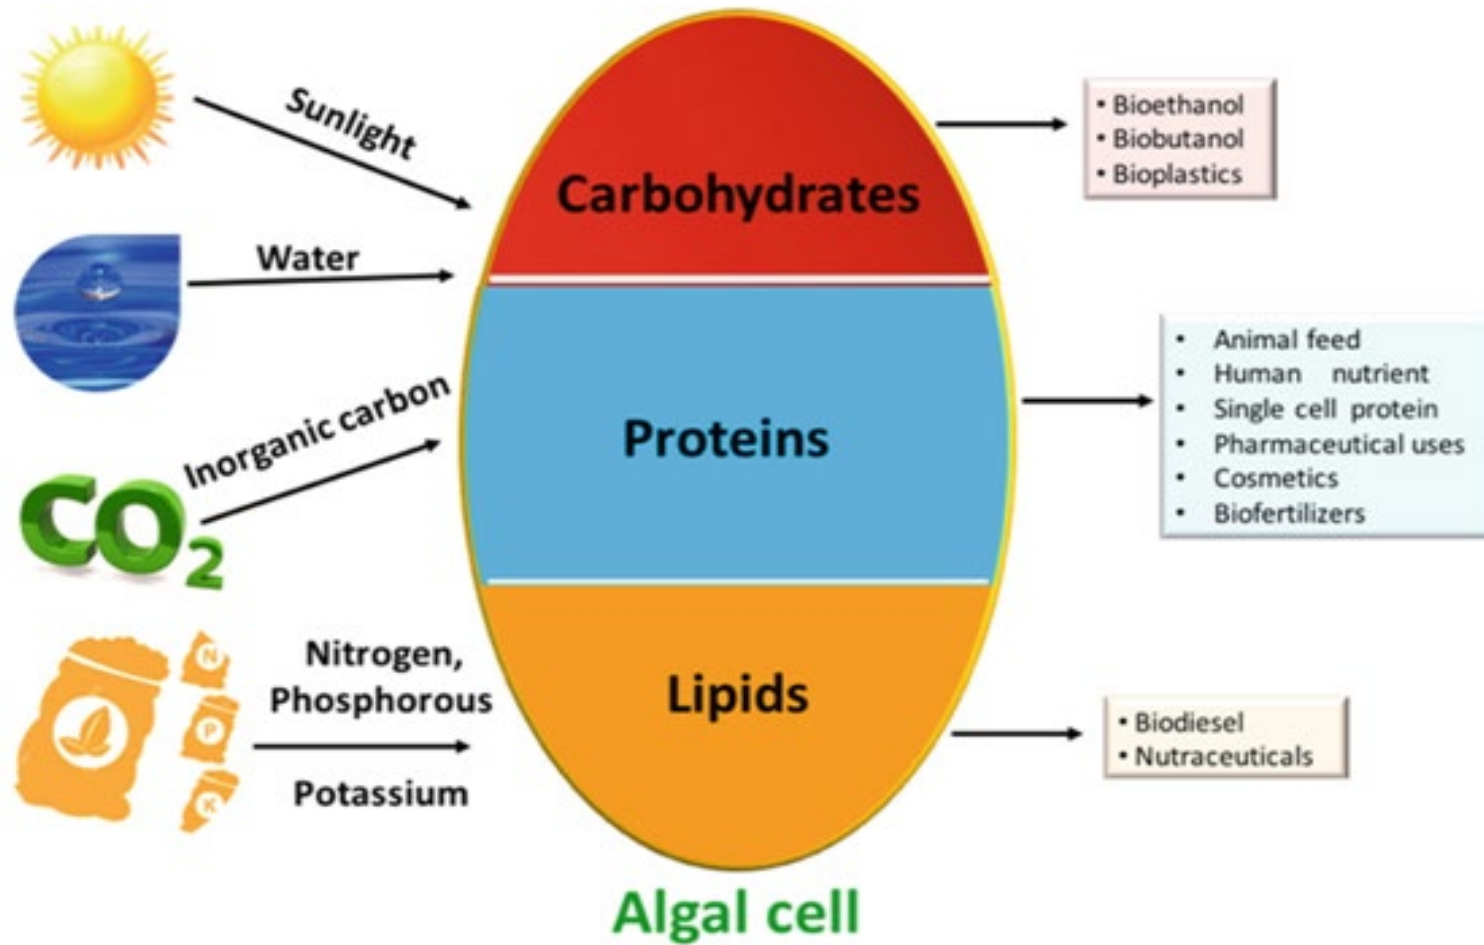 Sunlight
Water
Inorganic carbon
CO2
N
P
K
Nitrogen,
Phosphorous
Potassium
Carbohydrates
Proteins
Lipids
Algal cell
• Bioethanol
• Biobutanol
• Bioplastics
• Animal feed
• Human nutrient
• Single cell protein
• Pharmaceutical uses
• Cosmetics
• Biofertilizers
• Biodiesel
• Nutraceuticals